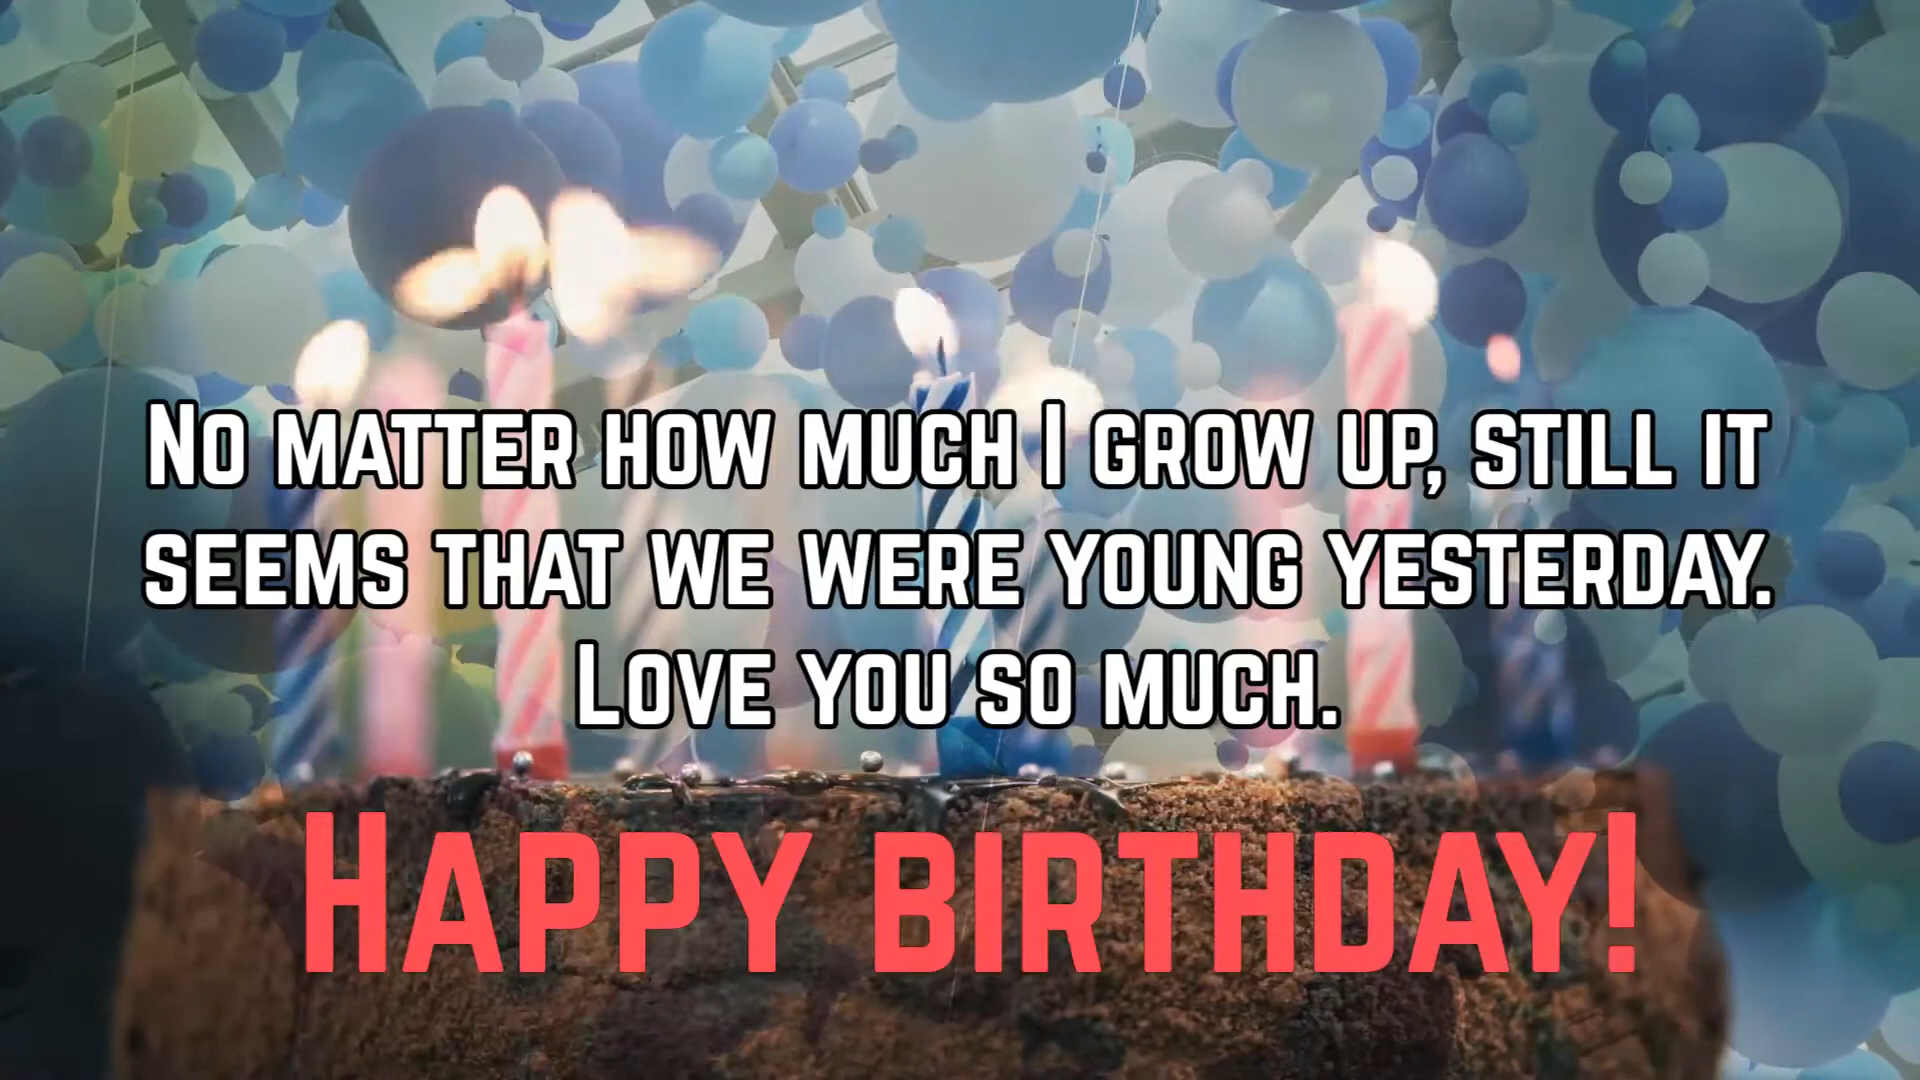 No matter how much I grow up, still it
seems that we were young yesterday.
Love you so much.
Happy birthday!